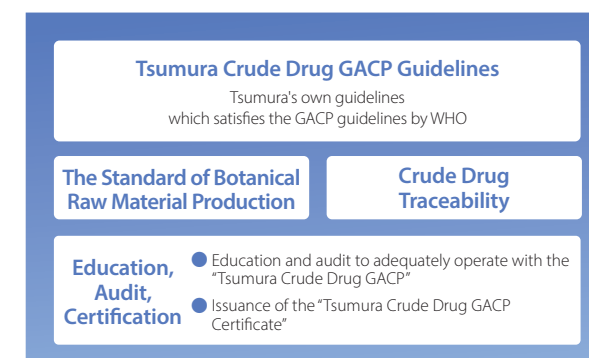 Tsumura Crude Drug GACP Guidelines
Tsumura's own guidelines
which satisfies the GACP guidelines by WHO
The Standard of Botanical
Raw Material Production
Crude Drug
Traceability
Education,
Audit,
Certification
● Education and audit to adequately operate with the
"Tsumura Crude Drug GACP"
● Issuance of the "Tsumura Crude Drug GACP
Certificate"